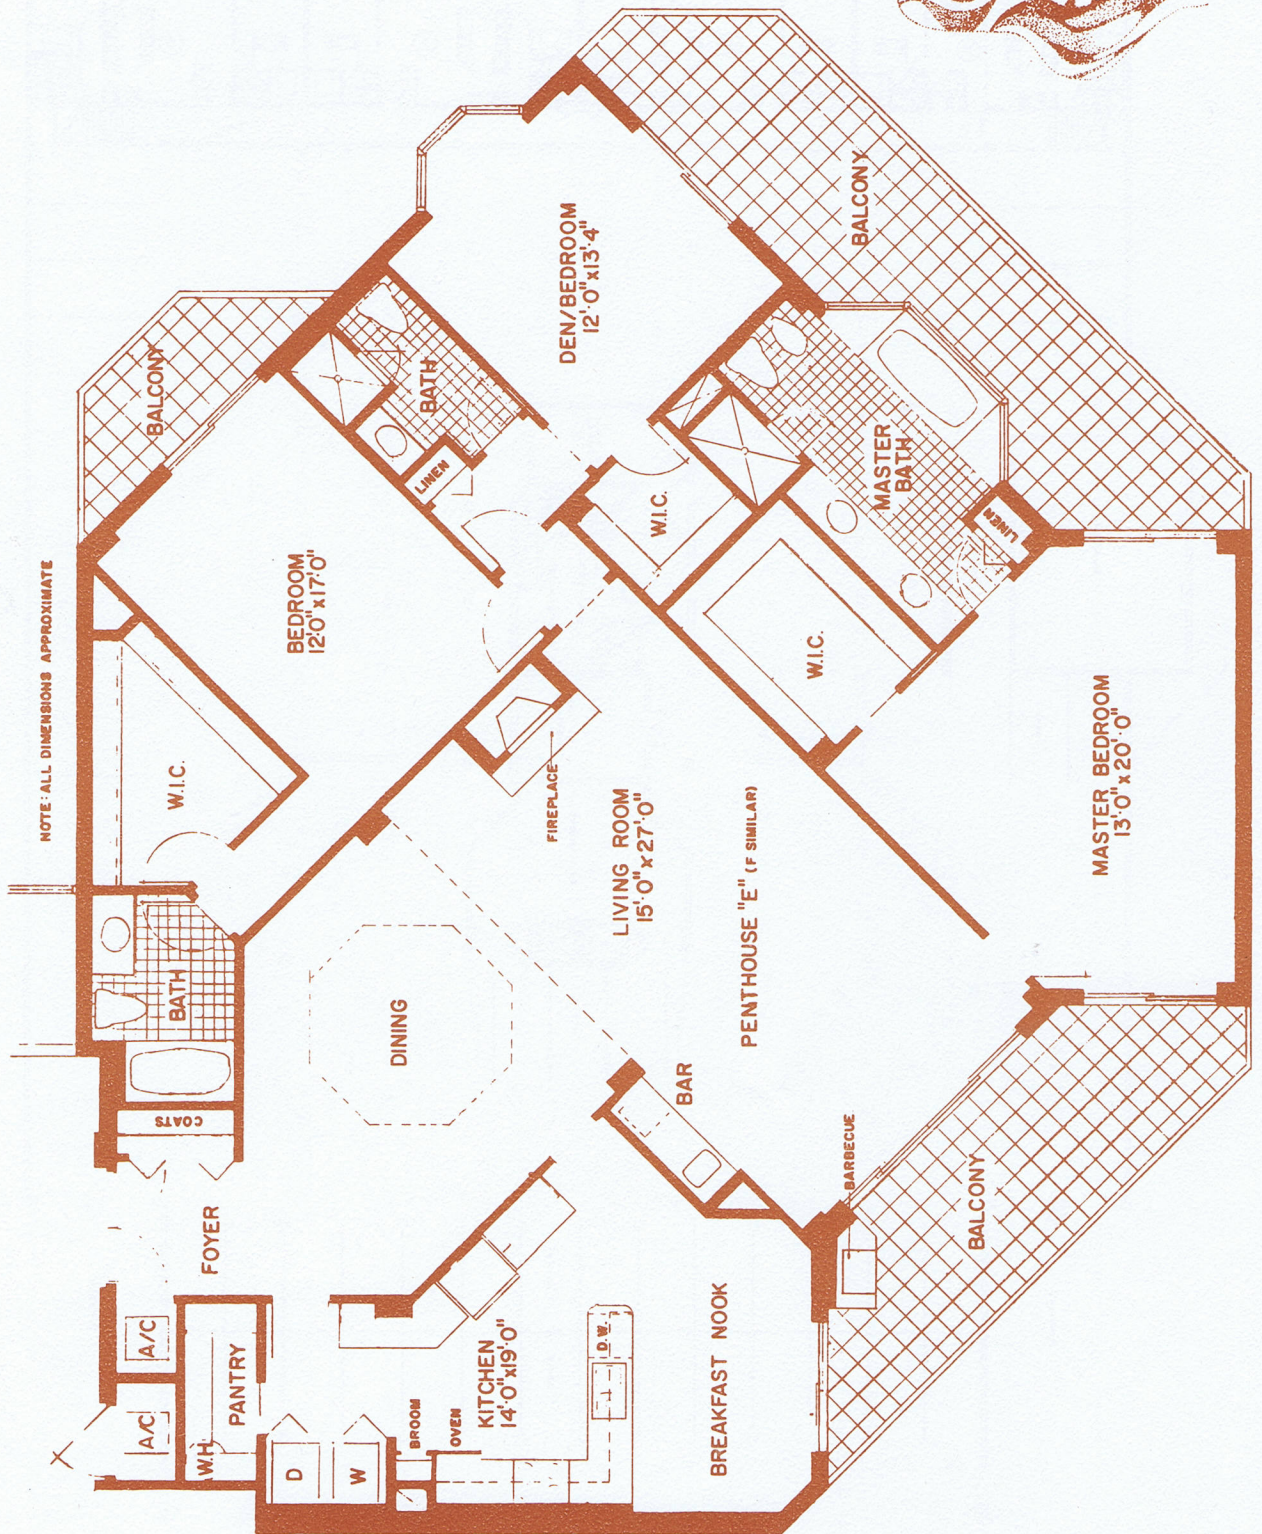 NOTE: ALL DIMENSIONS APPROXIMATE
BALCONY
BEDROOM
12'0"x17'0"
W.I.C.
BATH
LINEN
DEN/BEDROOM
12'-0"x13'-4"
BALCONY
MASTER
BATH
LINEN
W.I.C.
W.I.C.
MASTER BEDROOM
13'-0"x 20'-0"
FIREPLACE
LIVING ROOM
15'-0"x 27'-0"
PENTHOUSE "E" (F SIMILAR)
DINING
BATH
COATS
FOYER
BAR
BARBECUE
BALCONY
A/C
A/C
PANTRY
W.H
D
W
BROOM
OVEN
KITCHEN
14'-0"x19'0"
D.W.
BREAKFAST NOOK